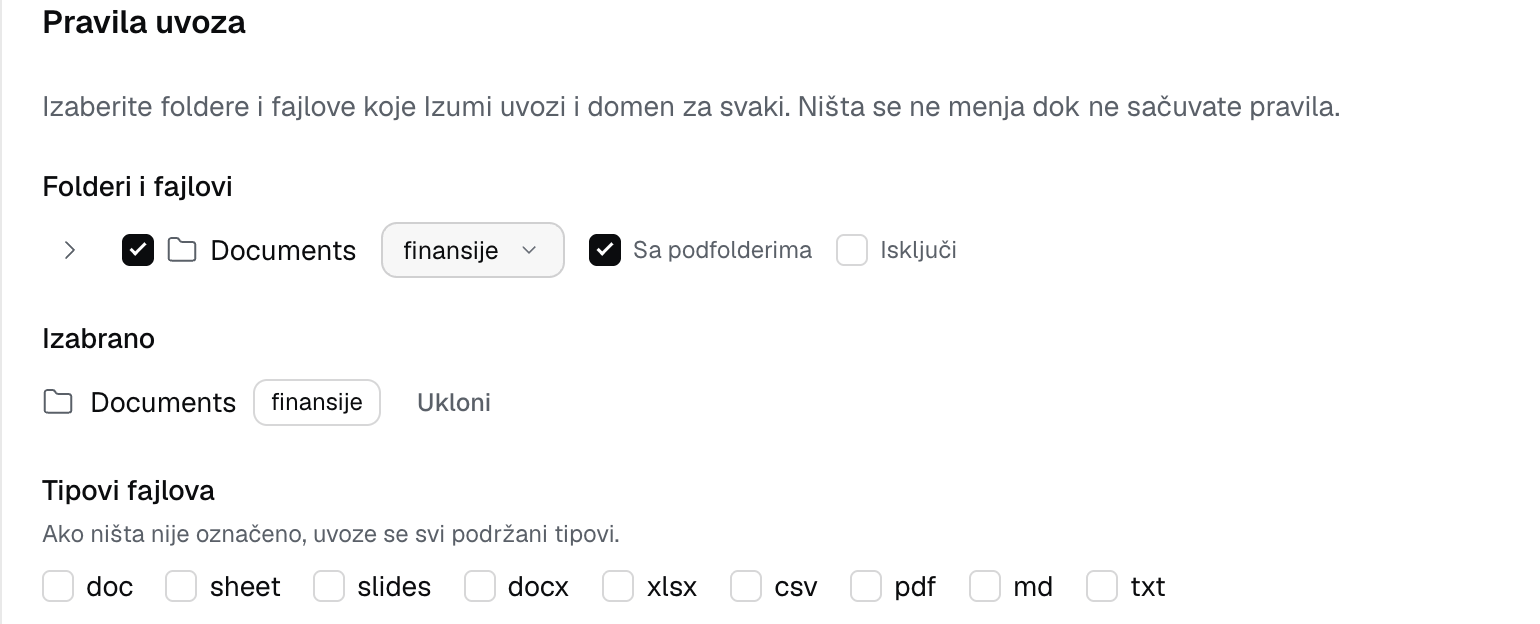 Pravila uvoza
Izaberite foldere i fajlove koje Izumi uvozi i domen za svaki. Ništa se ne menja dok ne sačuvate pravila.
Folderi i fajlovi
Documents finansije Sa podfolderima Isključi
Izabrano
Documents finansije Ukloni
Tipovi fajlova
Ako ništa nije označeno, uvoze se svi podržani tipovi.
doc sheet slides docx xlsx csv pdf md txt